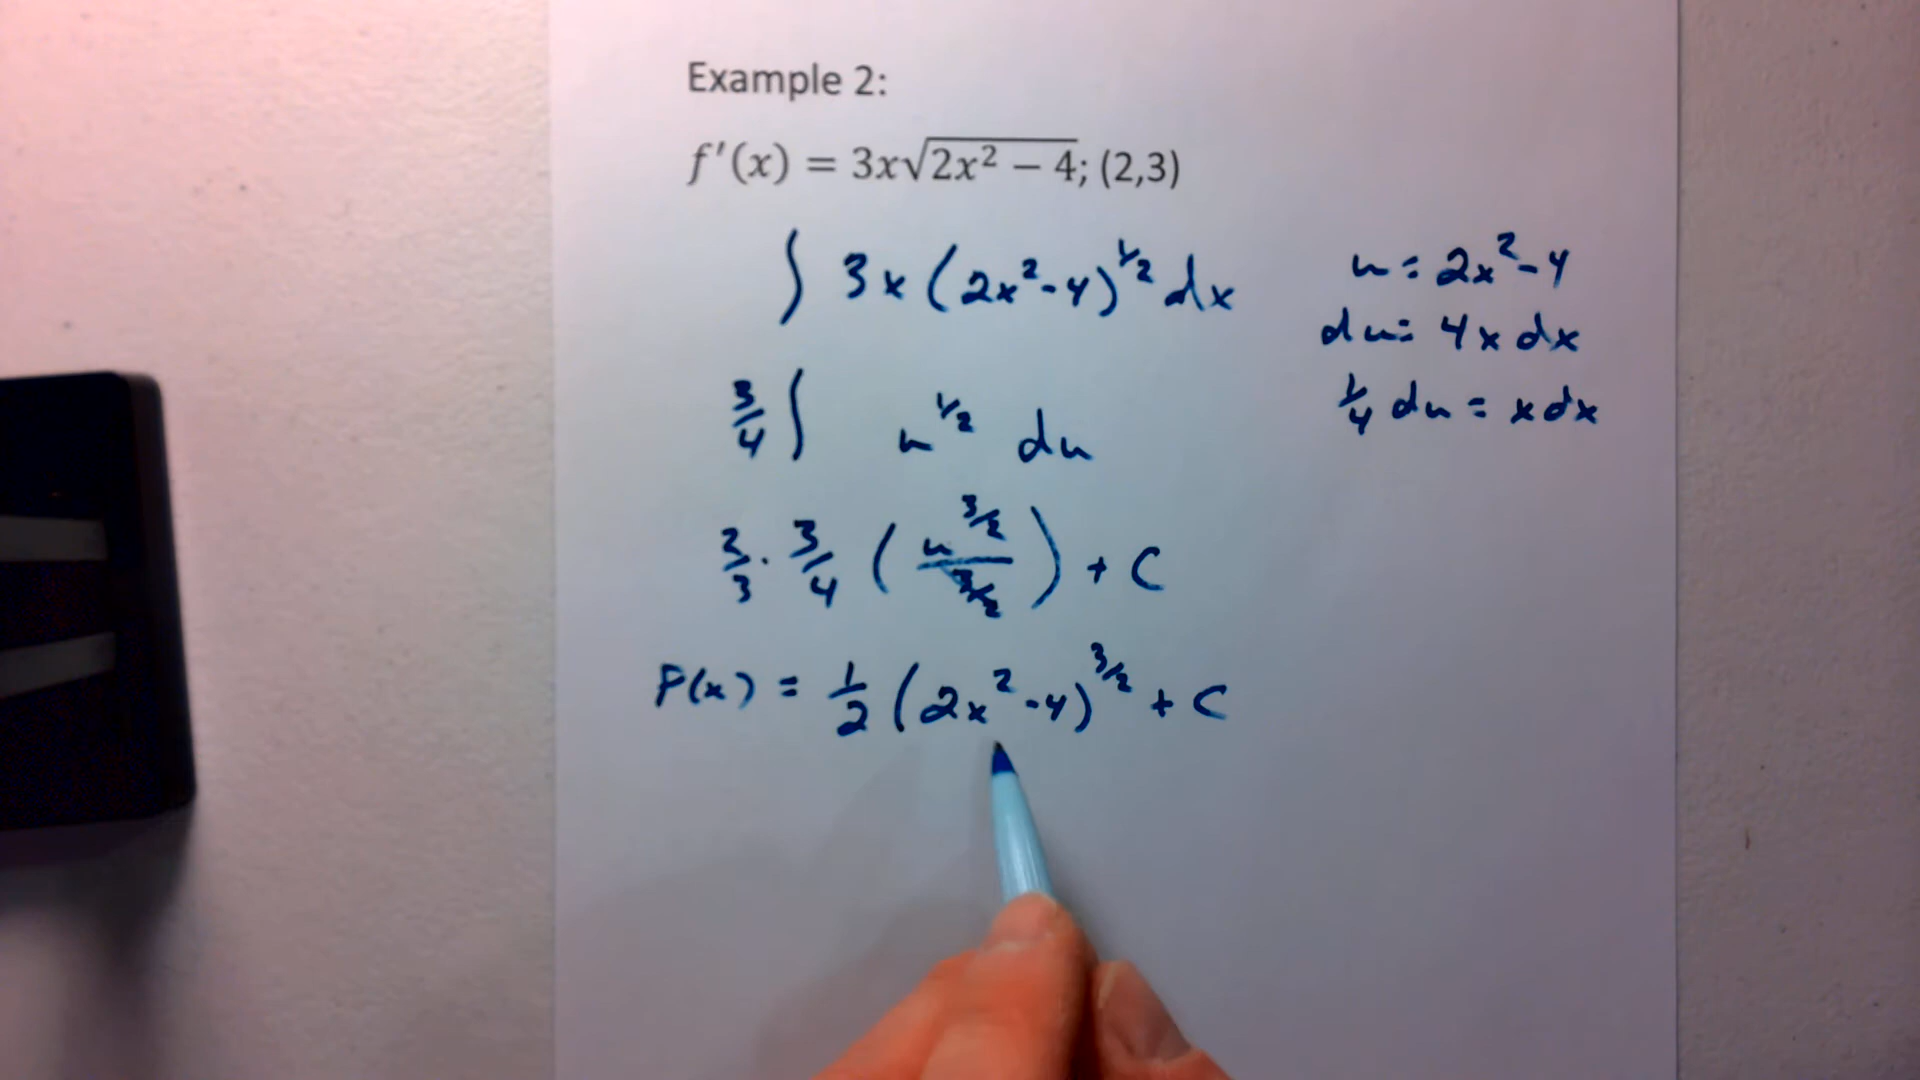 Example 2:
f'(x) = 3x√(2x² − 4); (2,3)
∫ 3x (2x²-4)^(1/2) dx
u = 2x²-4
du = 4x dx
1/4 du = x dx
3/4 ∫ u^(1/2) du
2/3 · 3/4 (u^(3/2) / (3/2)) + C
F(x) = 1/2 (2x²-4)^(3/2) + C